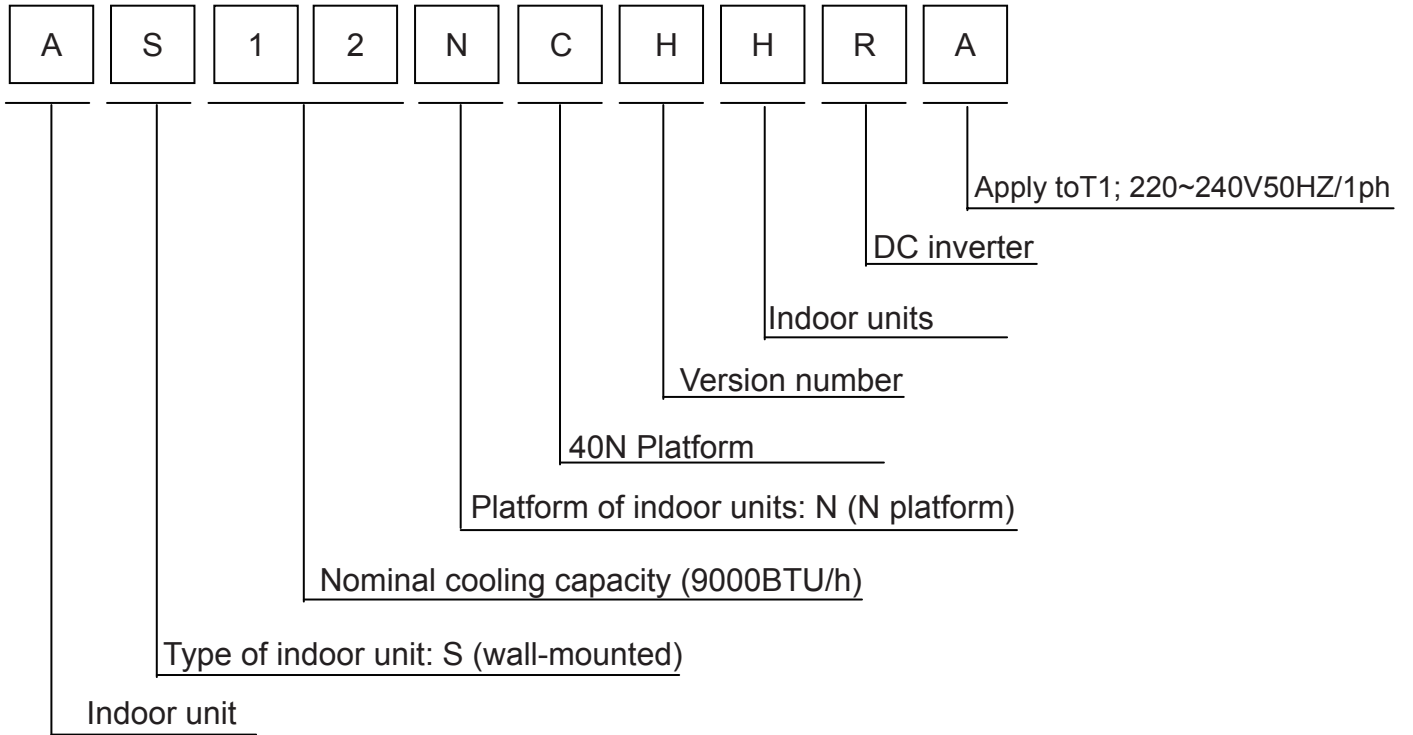 A S 1 2 N C H H R A
Apply toT1; 220~240V50HZ/1ph
DC inverter
Indoor units
Version number
40N Platform
Platform of indoor units: N (N platform)
Nominal cooling capacity (9000BTU/h)
Type of indoor unit: S (wall-mounted)
Indoor unit